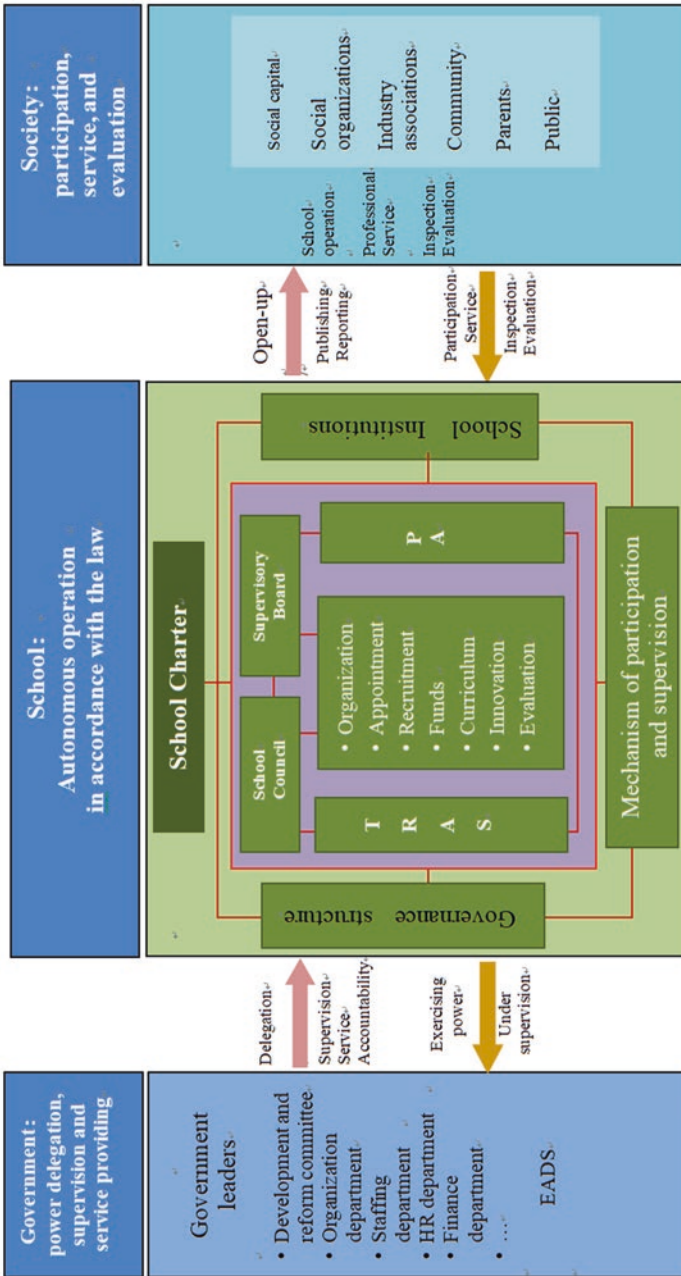 Government:
power delegation,
supervision and
service providing
Government
leaders
• Development and
reform committee
• Organization
department
• Staffing
department
• HR department
• Finance
department
• ...
EADS
Delegation
Supervision
Service
Accountability
Exercising
power
Under
supervision
School:
Autonomous operation
in accordance with the law
School Charter
Governance structure
School
Council
Supervisory
Board
T
R
A
S
• Organization
• Appointment
• Recruitment
• Funds
• Curriculum
• Innovation
• Evaluation
P
A
School Institutions
Mechanism of participation
and supervision
Open-up
Publishing
Reporting
Participation
Service
Inspection
Evaluation
Society:
participation,
service, and
evaluation
School
operation
Professional
Service
Inspection
Evaluation
Social capital
Social
organizations
Industry
associations
Community
Parents
Public